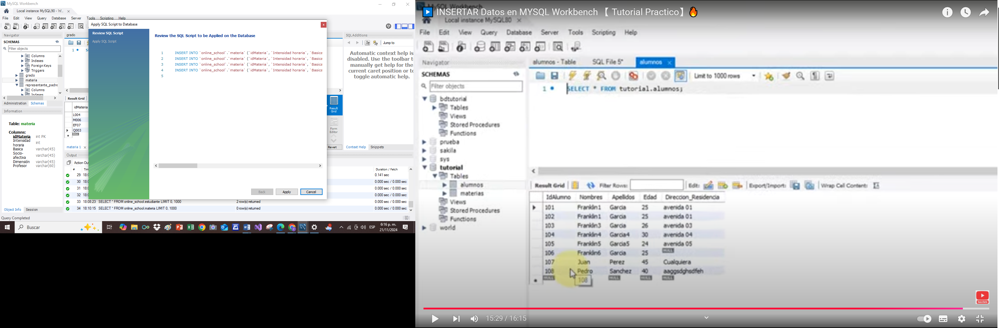 MySQL Workbench
Local instance MySQL90 - W...
File Edit View Query Database Server Tools Scripting Help
Navigator
SCHEMAS
Filter objects
Columns
Indexes
Foreign Keys
Triggers
grado
materia
representante_padre
Columns
Indexes
Administration Schemas
Information
Table: materia
Columns:
idMateria int PK
Intensidad horaria int
Basica varchar(45)
Socio-afectiva varchar(45)
Dimensión varchar(45)
Profesor varchar(60)
Object Info Session
Query Completed
grado
1
Result Grid
idMateria
L004
M006
EF07
Q003
NULL
materia 1
Output
Action Ou
# Tim
Apply SQL Script to Database
Review SQL Script
Apply SQL Script
Review the SQL Script to be Applied on the Database
1 INSERT INTO `online_school`.`materia` (`idMateria`, `Intensidad horaria`, `Basica
2 INSERT INTO `online_school`.`materia` (`idMateria`, `Intensidad horaria`, `Basica
3 INSERT INTO `online_school`.`materia` (`idMateria`, `Intensidad horaria`, `Basica
4 INSERT INTO `online_school`.`materia` (`idMateria`, `Intensidad horaria`, `Basica
5
Back Apply Cancel
Result Grid
Form Editor
Revert
SQLAdditions
Jump to
Automatic context help is
disabled. Use the toolbar t
manually get help for the
current caret position or to
toggle automatic help.
Context Help Snippets
Duration / Fetch
29 18:0 0.141 sec
30 18:0 0.000 sec / 0.000 sec
31 18:0 0.000 sec / 0.000 sec
32 18:0 0.000 sec / 0.000 sec
33 18:08:23 SELECT * FROM online_school.estudiante LIMIT 0, 1000 2 row(s) returned 0.000 sec / 0.000 sec
34 18:10:15 SELECT * FROM online_school.materia LIMIT 0, 1000 0 row(s) returned 0.000 sec / 0.000 sec
Buscar
ESP
6:16 p. m.
21/11/2024
MySQL Workbench
INSERTAR Datos en MYSQL Workbench 【 Tutorial Practico】🔥
Local instance MySQL80
File Edit View Query Database Server Tools Scripting Help
Navigator
SCHEMAS
Filter objects
bdtutorial
Tables
Views
Stored Procedures
Functions
prueba
sakila
sys
tutorial
Tables
alumnos
materias
Views
Stored Procedures
Functions
world
alumnos - Table SQL File 5* alumnos
Limit to 1000 rows
1 SELECT * FROM tutorial.alumnos;
Result Grid Filter Rows: Edit: Export/Import: Wrap Cell Content:
IdAlumno Nombres Apellidos Edad Direccion_Residencia
101 Franklin1 Garcia 25 avenida 01
102 Franklin1 Garcia 25 avenida 01
103 Franklin3 Garcia 26 avenida 03
104 Franklin4 Garcia4 30 avenida 04
105 Franklin5 Garcia5 24 avenida 05
106 Franklin6 Garcia 25 NULL
107 Juan Perez 45 Cualquiera
108 Pedro Sanchez 40 aaggsdghsdfeh
NULL NULL NULL NULL
108
Suscribete
15:29 / 16:15